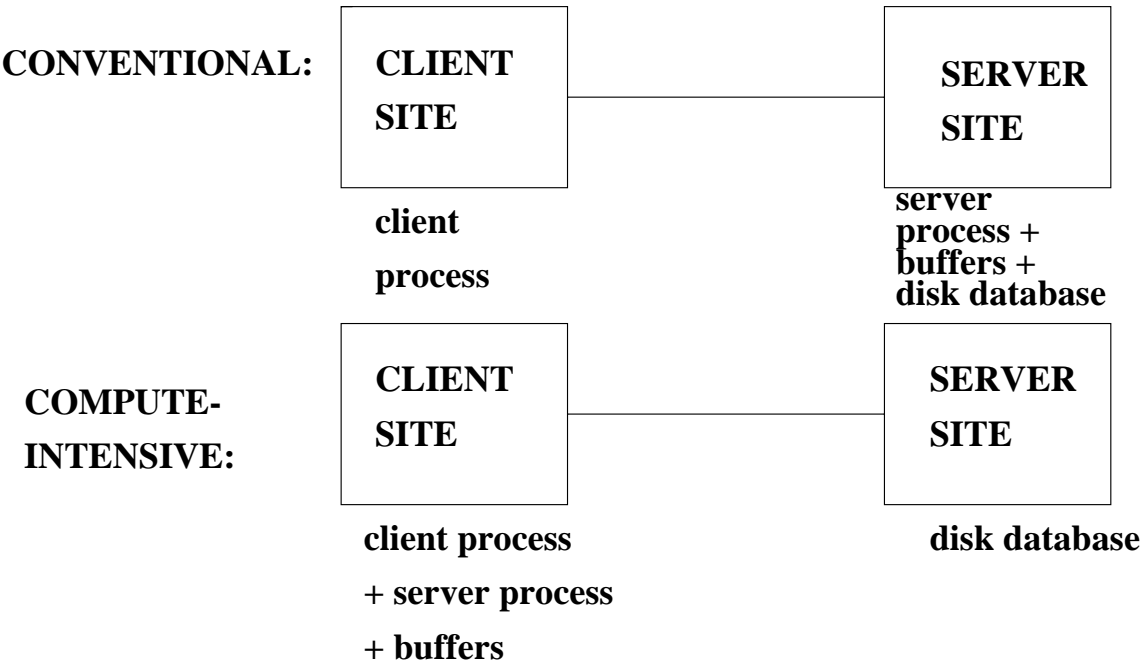 CONVENTIONAL:
CLIENT
SITE
SERVER
SITE
client
process
server
process +
buffers +
disk database
COMPUTE-
INTENSIVE:
CLIENT
SITE
SERVER
SITE
client process
+ server process
+ buffers
disk database